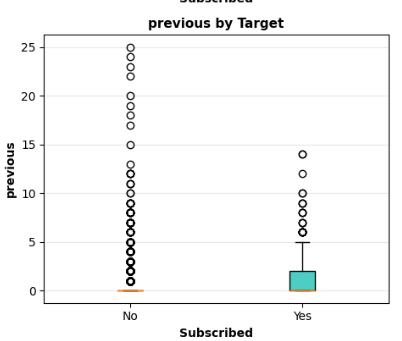 Subscribed
previous by Target
25
20
15
10
5
0
previous
No Yes
Subscribed